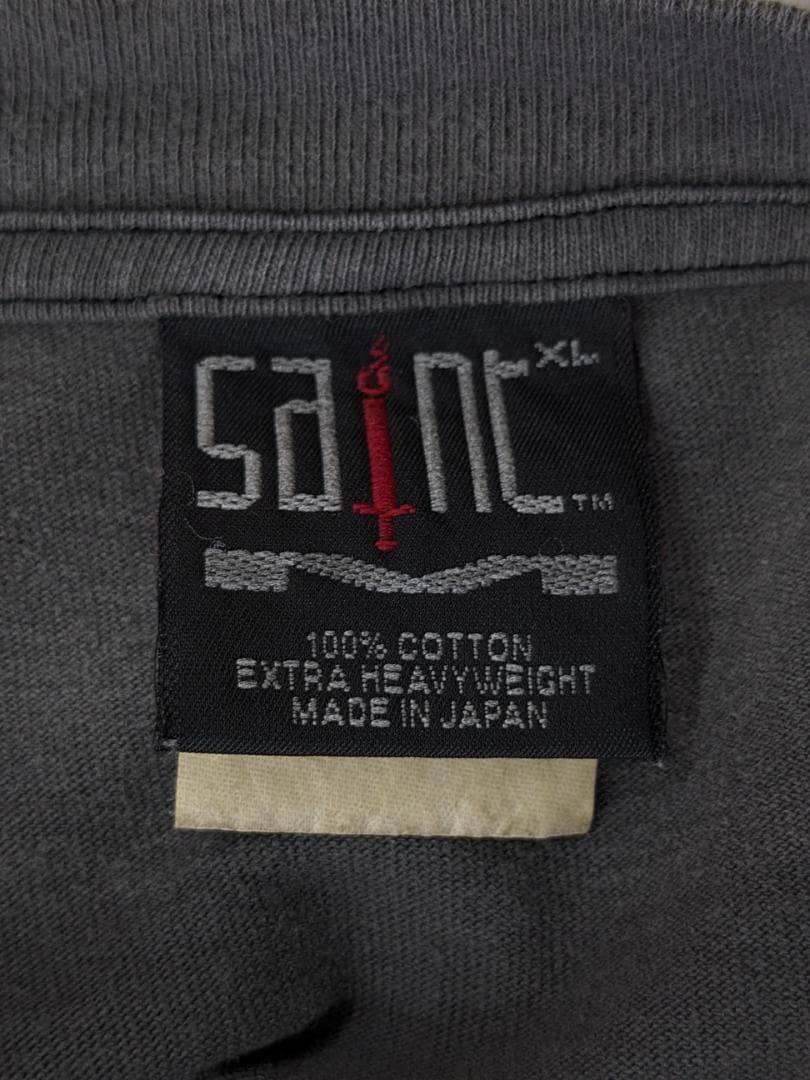 saint XL
TM
100% COTTON
EXTRA HEAVYWEIGHT
MADE IN JAPAN